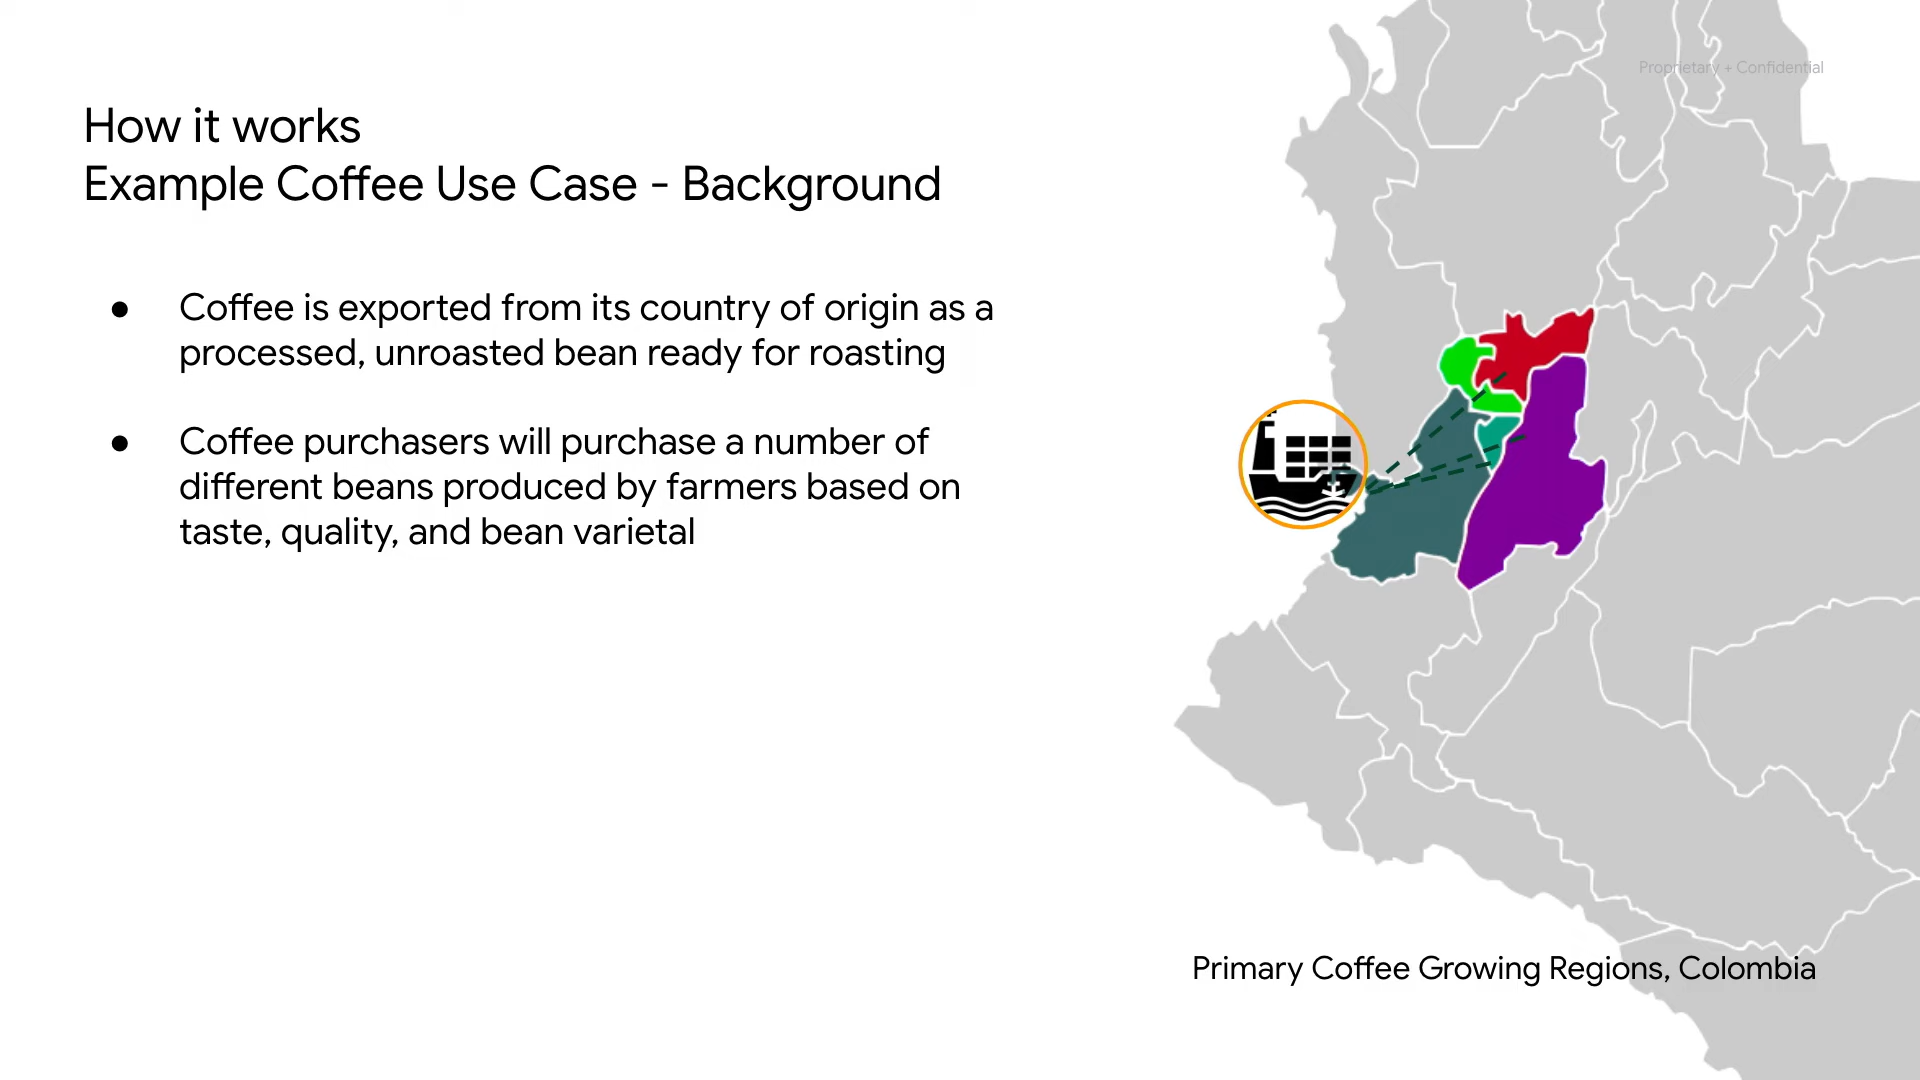 Proprietary + Confidential
How it works
Example Coffee Use Case - Background
● Coffee is exported from its country of origin as a
processed, unroasted bean ready for roasting
● Coffee purchasers will purchase a number of
different beans produced by farmers based on
taste, quality, and bean varietal
Primary Coffee Growing Regions, Colombia